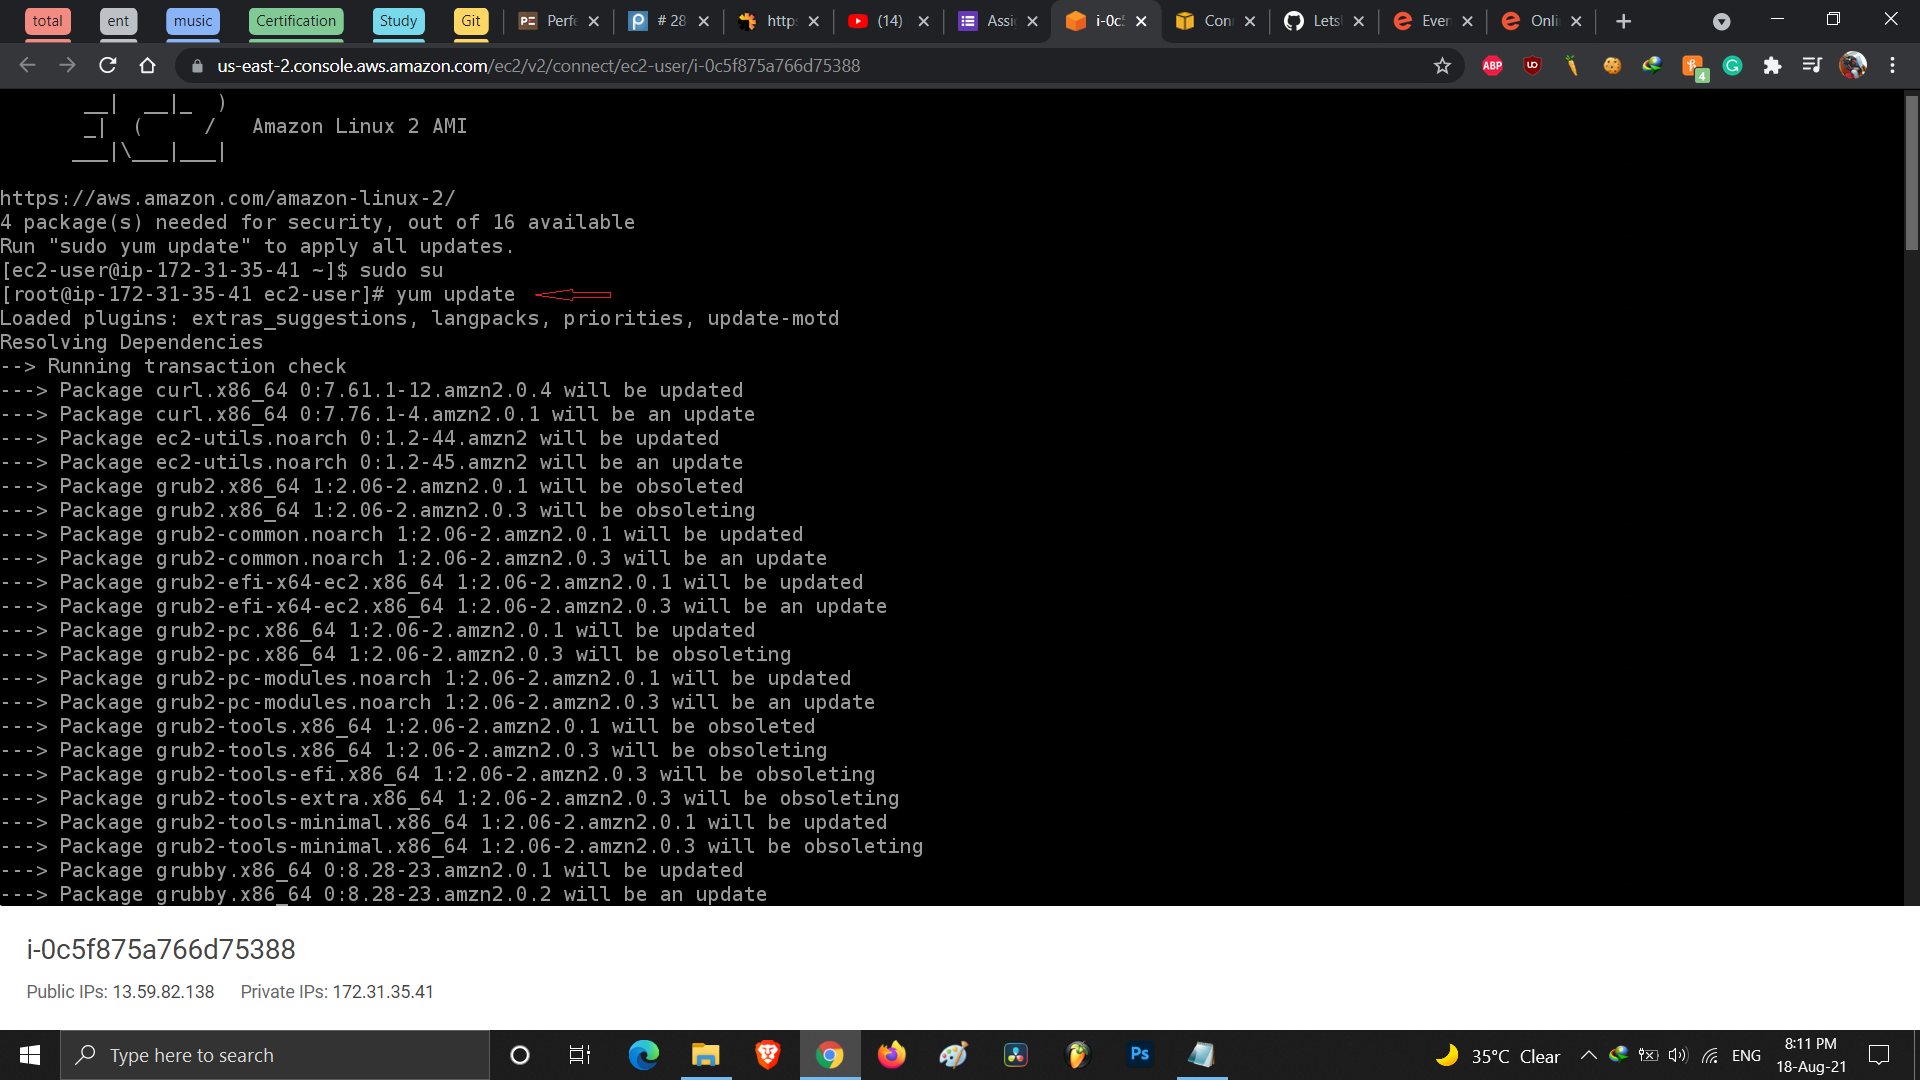 total ent music Certification Study Git Perfe # 28 http (14) Assi i-0c5 Con Lets Even Onli
us-east-2.console.aws.amazon.com/ec2/v2/connect/ec2-user/i-0c5f875a766d75388
ABP UD 4
Amazon Linux 2 AMI
https://aws.amazon.com/amazon-linux-2/
4 package(s) needed for security, out of 16 available
Run "sudo yum update" to apply all updates.
[ec2-user@ip-172-31-35-41 ~]$ sudo su
[root@ip-172-31-35-41 ec2-user]# yum update
Loaded plugins: extras_suggestions, langpacks, priorities, update-motd
Resolving Dependencies
--> Running transaction check
---> Package curl.x86_64 0:7.61.1-12.amzn2.0.4 will be updated
---> Package curl.x86_64 0:7.76.1-4.amzn2.0.1 will be an update
---> Package ec2-utils.noarch 0:1.2-44.amzn2 will be updated
---> Package ec2-utils.noarch 0:1.2-45.amzn2 will be an update
---> Package grub2.x86_64 1:2.06-2.amzn2.0.1 will be obsoleted
---> Package grub2.x86_64 1:2.06-2.amzn2.0.3 will be obsoleting
---> Package grub2-common.noarch 1:2.06-2.amzn2.0.1 will be updated
---> Package grub2-common.noarch 1:2.06-2.amzn2.0.3 will be an update
---> Package grub2-efi-x64-ec2.x86_64 1:2.06-2.amzn2.0.1 will be updated
---> Package grub2-efi-x64-ec2.x86_64 1:2.06-2.amzn2.0.3 will be an update
---> Package grub2-pc.x86_64 1:2.06-2.amzn2.0.1 will be updated
---> Package grub2-pc.x86_64 1:2.06-2.amzn2.0.3 will be obsoleting
---> Package grub2-pc-modules.noarch 1:2.06-2.amzn2.0.1 will be updated
---> Package grub2-pc-modules.noarch 1:2.06-2.amzn2.0.3 will be an update
---> Package grub2-tools.x86_64 1:2.06-2.amzn2.0.1 will be obsoleted
---> Package grub2-tools.x86_64 1:2.06-2.amzn2.0.3 will be obsoleting
---> Package grub2-tools-efi.x86_64 1:2.06-2.amzn2.0.3 will be obsoleting
---> Package grub2-tools-extra.x86_64 1:2.06-2.amzn2.0.3 will be obsoleting
---> Package grub2-tools-minimal.x86_64 1:2.06-2.amzn2.0.1 will be updated
---> Package grub2-tools-minimal.x86_64 1:2.06-2.amzn2.0.3 will be obsoleting
---> Package grubby.x86_64 0:8.28-23.amzn2.0.1 will be updated
---> Package grubby.x86_64 0:8.28-23.amzn2.0.2 will be an update
i-0c5f875a766d75388
Public IPs: 13.59.82.138 Private IPs: 172.31.35.41
Type here to search
Ps
35°C Clear
ENG
8:11 PM
18-Aug-21